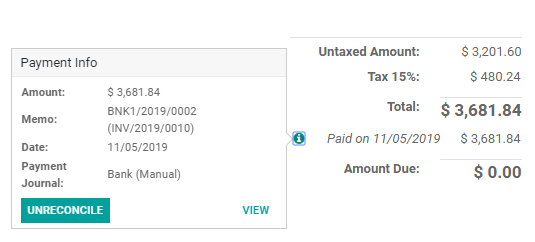 Payment Info
Amount: $ 3,681.84
Memo: BNK1/2019/0002
(INV/2019/0010)
Date: 11/05/2019
Payment
Journal: Bank (Manual)
UNRECONCILE VIEW
Untaxed Amount: $ 3,201.60
Tax 15%: $ 480.24
Total: $ 3,681.84
Paid on 11/05/2019 $ 3,681.84
Amount Due: $ 0.00